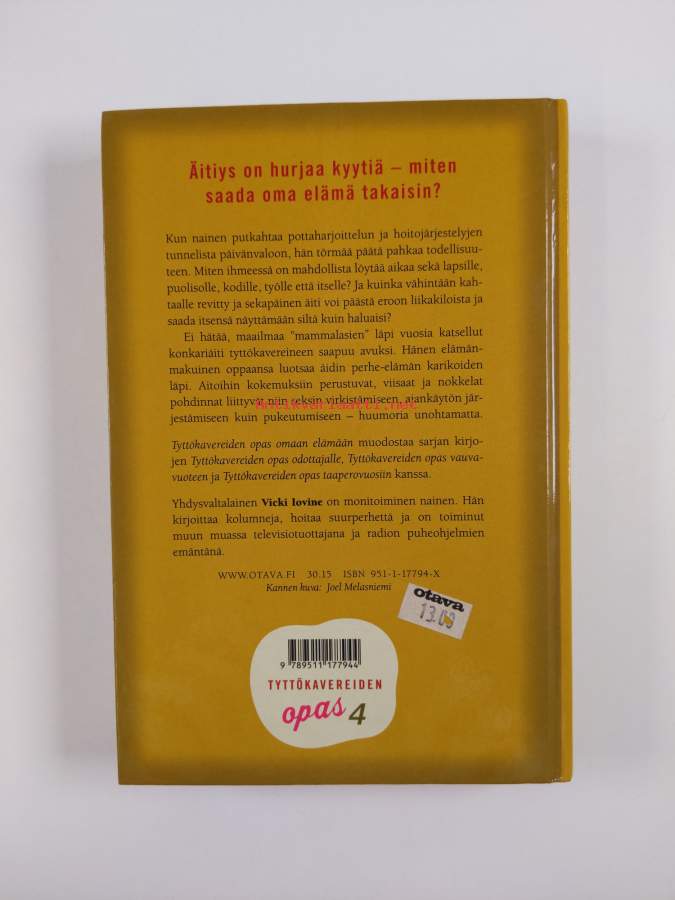 Äitiys on hurjaa kyytiä – miten
saada oma elämä takaisin?
Kun nainen putkahtaa pottaharjoittelun ja hoitojärjestelyjen
tunnelista päivänvaloon, hän törmää päätä pahkaa todellisuu-
teen. Miten ihmeessä on mahdollista löytää aikaa sekä lapsille,
puolisolle, kodille, työlle että itselle? Ja kuinka vähintään kah-
taalle revitty ja sekapäinen äiti voi päästä eroon liikakiloista ja
saada itsensä näyttämään siltä kuin haluaisi?
Ei hätää, maailmaa "mammalasien" läpi vuosia katsellut
konkariäiti tyttökavereineen saapuu avuksi. Hänen elämän-
makuinen oppaansa luotsaa äidin perhe-elämän karikoiden
läpi. Aitoihin kokemuksiin perustuvat, viisaat ja nokkelat
pohdinnat liittyvät niin seksin virkistämiseen, ajankäytön jär-
Antikvariaatti.net
jestämiseen kuin pukeutumiseen – huumoria unohtamatta.
Tyttökavereiden opas omaan elämään muodostaa sarjan kirjo-
jen Tyttökavereiden opas odottajalle, Tyttökavereiden opas vauva-
vuoteen ja Tyttökavereiden opas taaperovuosiin kanssa.
Yhdysvaltalainen Vicki Iovine on monitoiminen nainen. Hän
kirjoittaa kolumneja, hoitaa suurperhettä ja on toiminut
muun muassa televisiotuottajana ja radion puheohjelmien
emäntänä.
WWW.OTAVA.FI 30.15 ISBN 951-1-17794-X
Kannen kuva: Joel Melasniemi
otava
13.00
9 789511 177944
TYTTÖKAVEREIDEN
opas 4